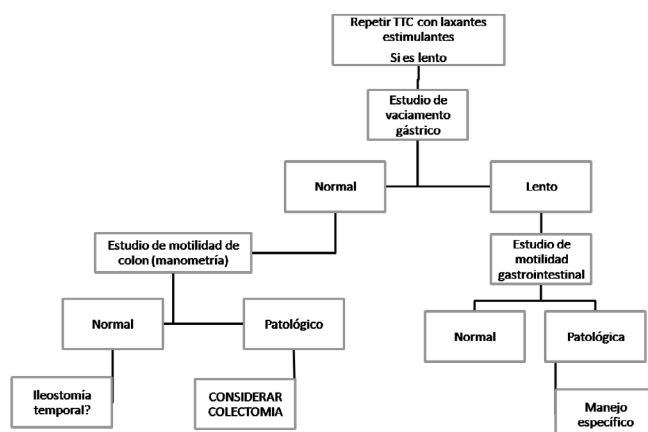 Repetir TTC con laxantes
estimulantes
Si es lento
Estudio de
vaciamento
gástrico
Normal
Lento
Estudio de motilidad de
colon (manometría)
Estudio de
motilidad
gastrointestinal
Normal
Patológico
Normal
Patológica
Ileostomía
temporal?
CONSIDERAR
COLECTOMIA
Manejo
específico